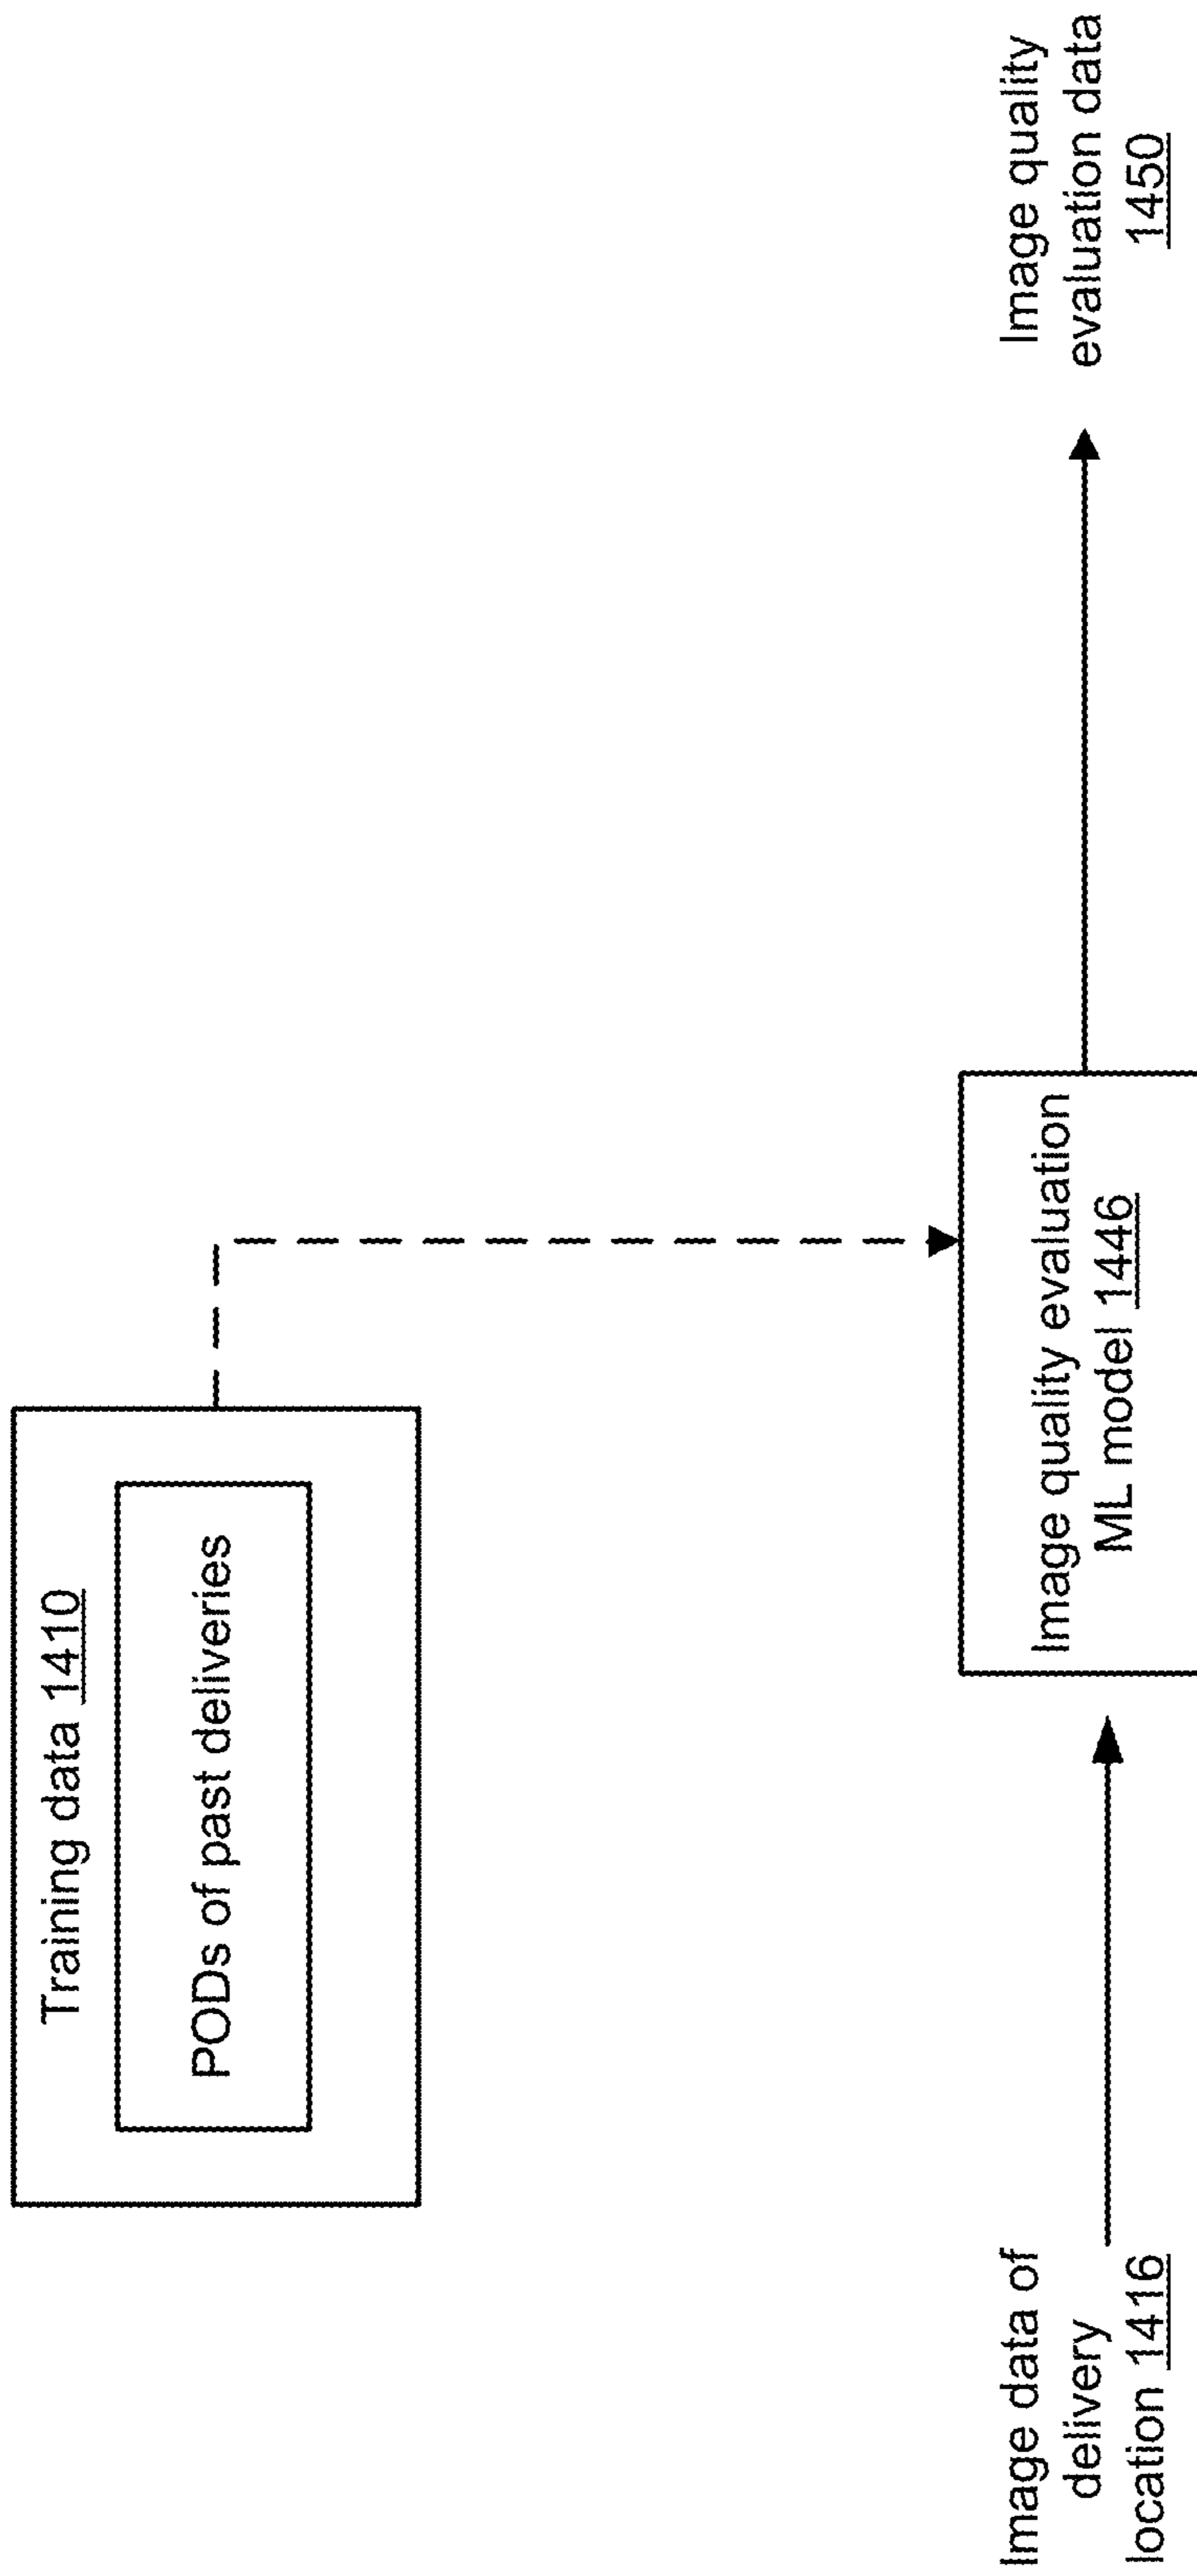 Training data 1410
PODs of past deliveries
Image data of
delivery
location 1416
Image quality evaluation
ML model 1446
Image quality
evaluation data
1450